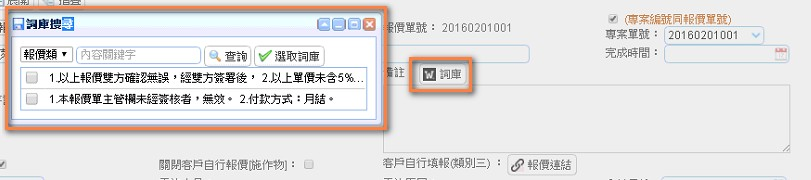 詞庫搜尋
報價類 內容關鍵字 查詢 選取詞庫
1.以上報價雙方確認無誤，經雙方簽署後， 2.以上單價未含5%...
1.本報價單主管欄未經簽核者，無效。 2.付款方式：月結。
報價單號： 20160201001
(專案編號同報價單號)
專案單號： 20160201001
完成時間：
備註 詞庫
關閉客戶自行報價[施作物]：
客戶自行填報(類別三)： 報價連結